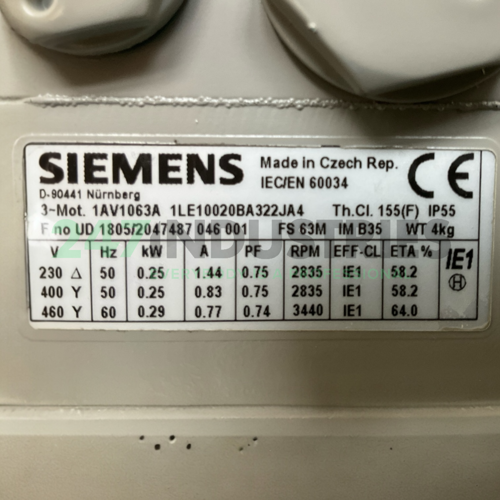 SIEMENS
Made in Czech Rep.
IEC/EN 60034
CE
D-90441 Nürnberg
3~Mot. 1AV1063A 1LE10020BA322JA4 Th.Cl. 155(F) IP55
F no UD 1805/2047487 046 001 FS 63M IM B35 WT 4kg
V Hz kW A PF RPM EFF-CL ETA %
230 Δ 50 0.25 1.44 0.75 2835 IE1 58.2
400 Y 50 0.25 0.83 0.75 2835 IE1 58.2
460 Y 60 0.29 0.77 0.74 3440 IE1 64.0
IE1
H